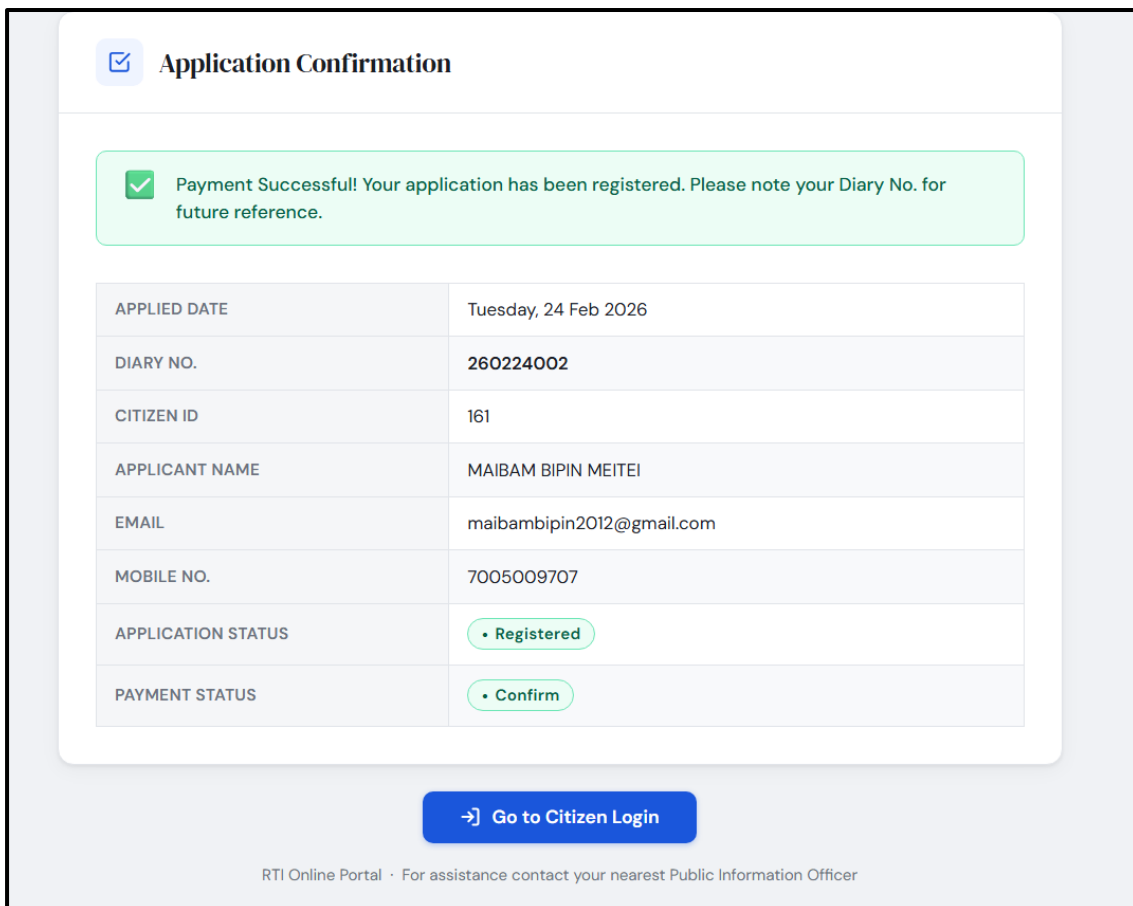 Application Confirmation
Payment Successful! Your application has been registered. Please note your Diary No. for
future reference.
APPLIED DATE Tuesday, 24 Feb 2026
DIARY NO. 260224002
CITIZEN ID 161
APPLICANT NAME MAIBAM BIPIN MEITEI
EMAIL maibambipin2012@gmail.com
MOBILE NO. 7005009707
APPLICATION STATUS • Registered
PAYMENT STATUS • Confirm
Go to Citizen Login
RTI Online Portal · For assistance contact your nearest Public Information Officer